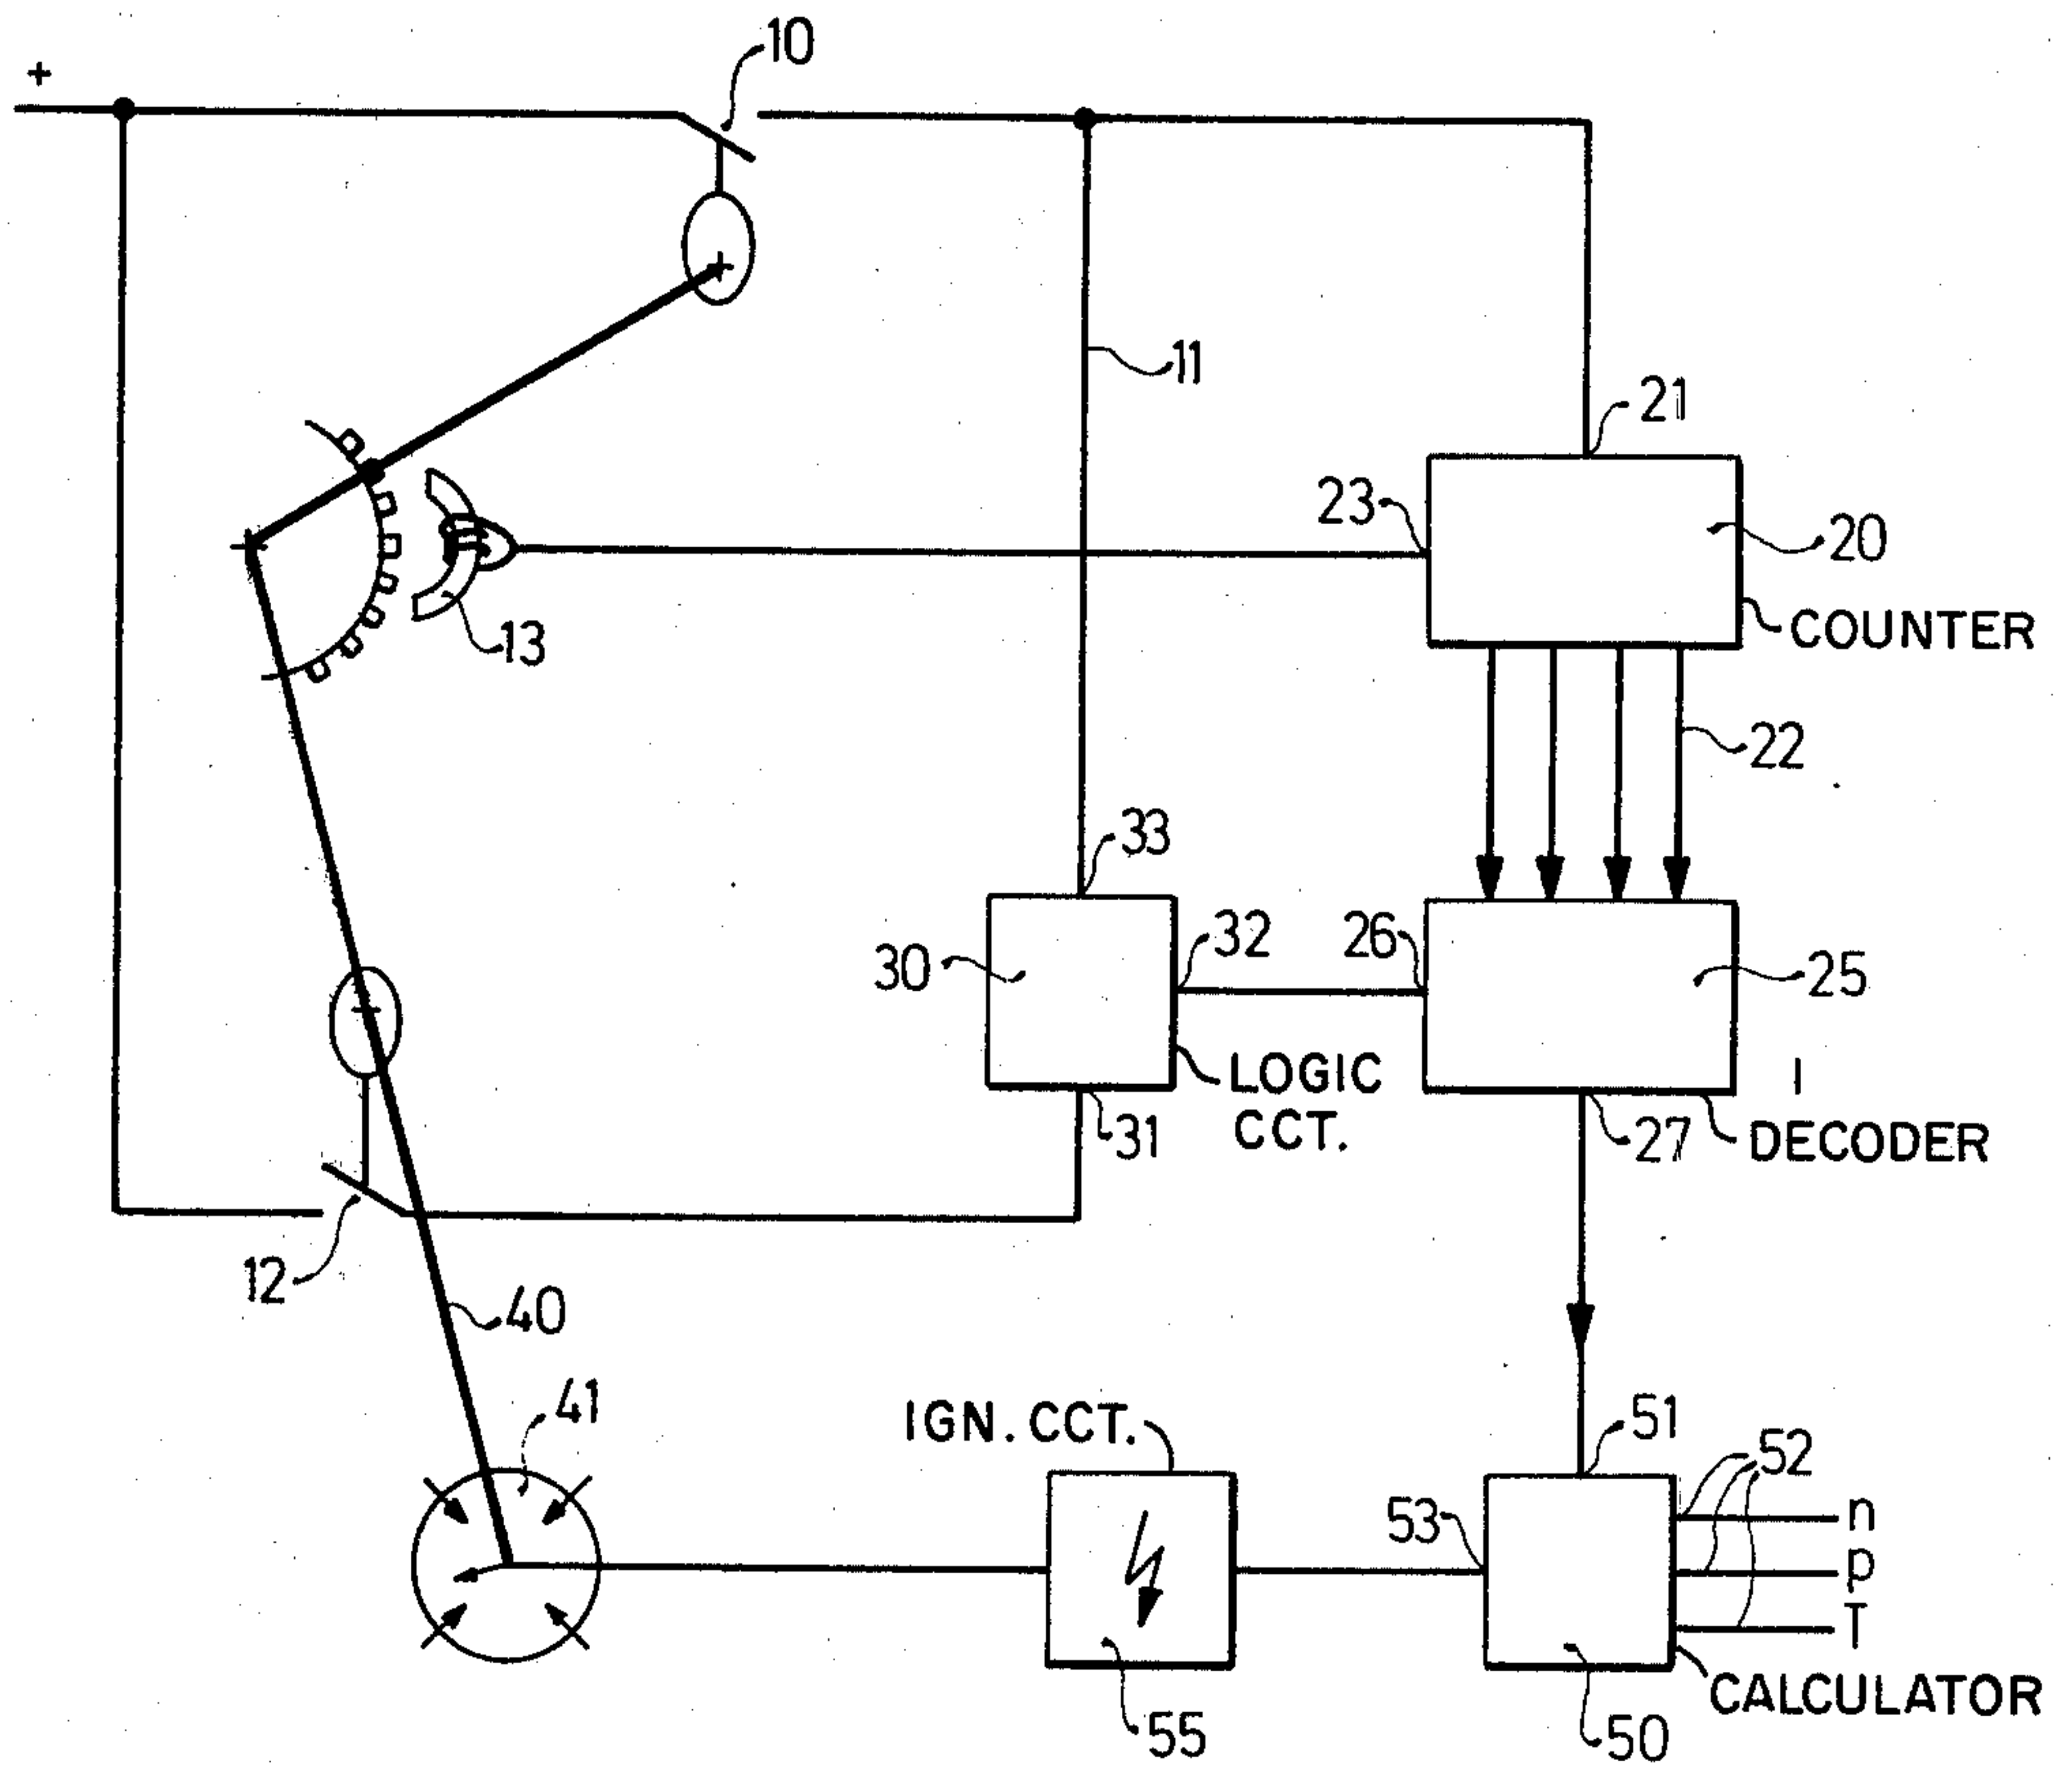 +
10
11
21
23
20
COUNTER
13
22
33
32
26
30
25
LOGIC
CCT.
31
27
DECODER
12
40
41
IGN. CCT.
51
52
53
n
p
T
CALCULATOR
55
50